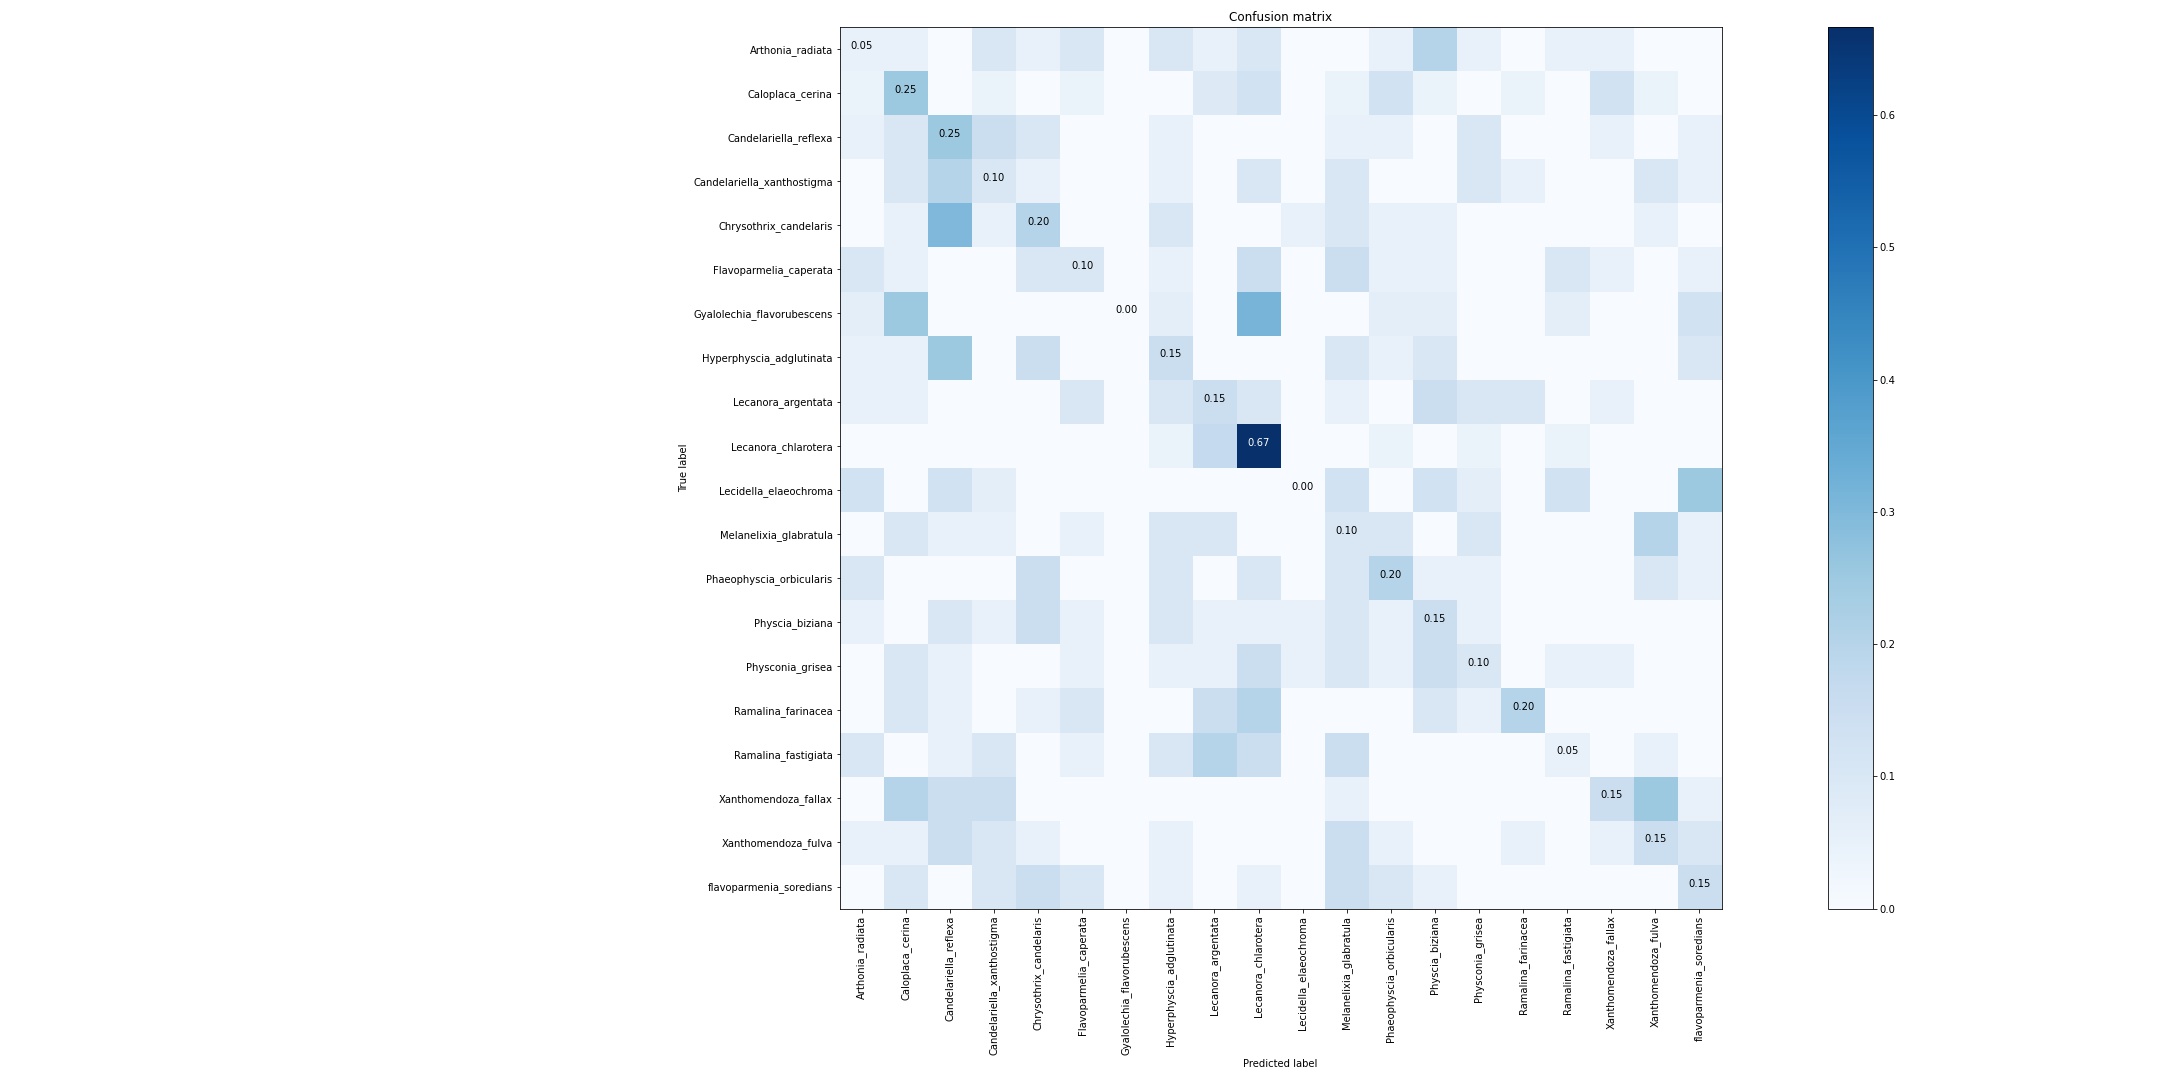 Confusion matrix
True label
Arthonia_radiata
Caloplaca_cerina
Candelariella_reflexa
Candelariella_xanthostigma
Chrysothrix_candelaris
Flavoparmelia_caperata
Gyalolechia_flavorubescens
Hyperphyscia_adglutinata
Lecanora_argentata
Lecanora_chlarotera
Lecidella_elaeochroma
Melanelixia_glabratula
Phaeophyscia_orbicularis
Physcia_biziana
Physconia_grisea
Ramalina_farinacea
Ramalina_fastigiata
Xanthomendoza_fallax
Xanthomendoza_fulva
flavoparmenia_soredians
0.05
0.25
0.25
0.10
0.20
0.10
0.00
0.15
0.15
0.67
0.00
0.10
0.20
0.15
0.10
0.20
0.05
0.15
0.15
0.15
Arthonia_radiata
Caloplaca_cerina
Candelariella_reflexa
Candelariella_xanthostigma
Chrysothrix_candelaris
Flavoparmelia_caperata
Gyalolechia_flavorubescens
Hyperphyscia_adglutinata
Lecanora_argentata
Lecanora_chlarotera
Lecidella_elaeochroma
Melanelixia_glabratula
Phaeophyscia_orbicularis
Physcia_biziana
Physconia_grisea
Ramalina_farinacea
Ramalina_fastigiata
Xanthomendoza_fallax
Xanthomendoza_fulva
flavoparmenia_soredians
Predicted label
0.6
0.5
0.4
0.3
0.2
0.1
0.0